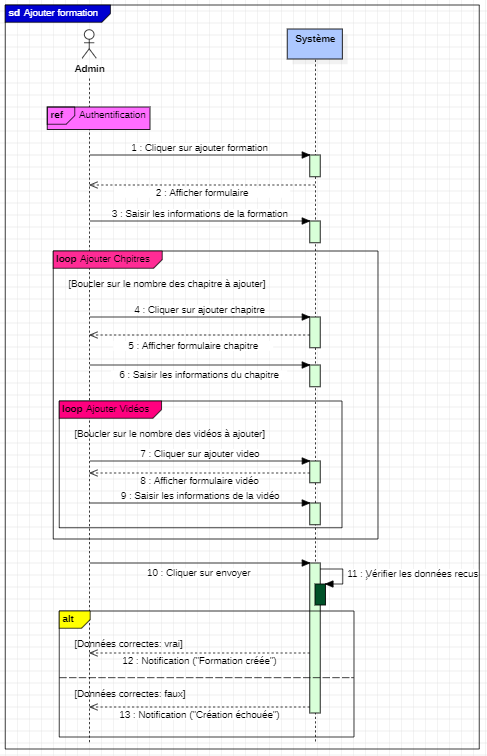 sd Ajouter formation
Admin
Système
ref Authentification
1 : Cliquer sur ajouter formation
2 : Afficher formulaire
3 : Saisir les informations de la formation
loop Ajouter Chpitres
[Boucler sur le nombre des chapitre à ajouter]
4 : Cliquer sur ajouter chapitre
5 : Afficher formulaire chapitre
6 : Saisir les informations du chapitre
loop Ajouter Vidéos
[Boucler sur le nombre des vidéos à ajouter]
7 : Cliquer sur ajouter video
8 : Afficher formulaire vidéo
9 : Saisir les informations de la vidéo
10 : Cliquer sur envoyer
11 : Vérifier les données recus
alt
[Données correctes: vrai]
12 : Notification ("Formation créée")
[Données correctes: faux]
13 : Notification ("Création échouée")